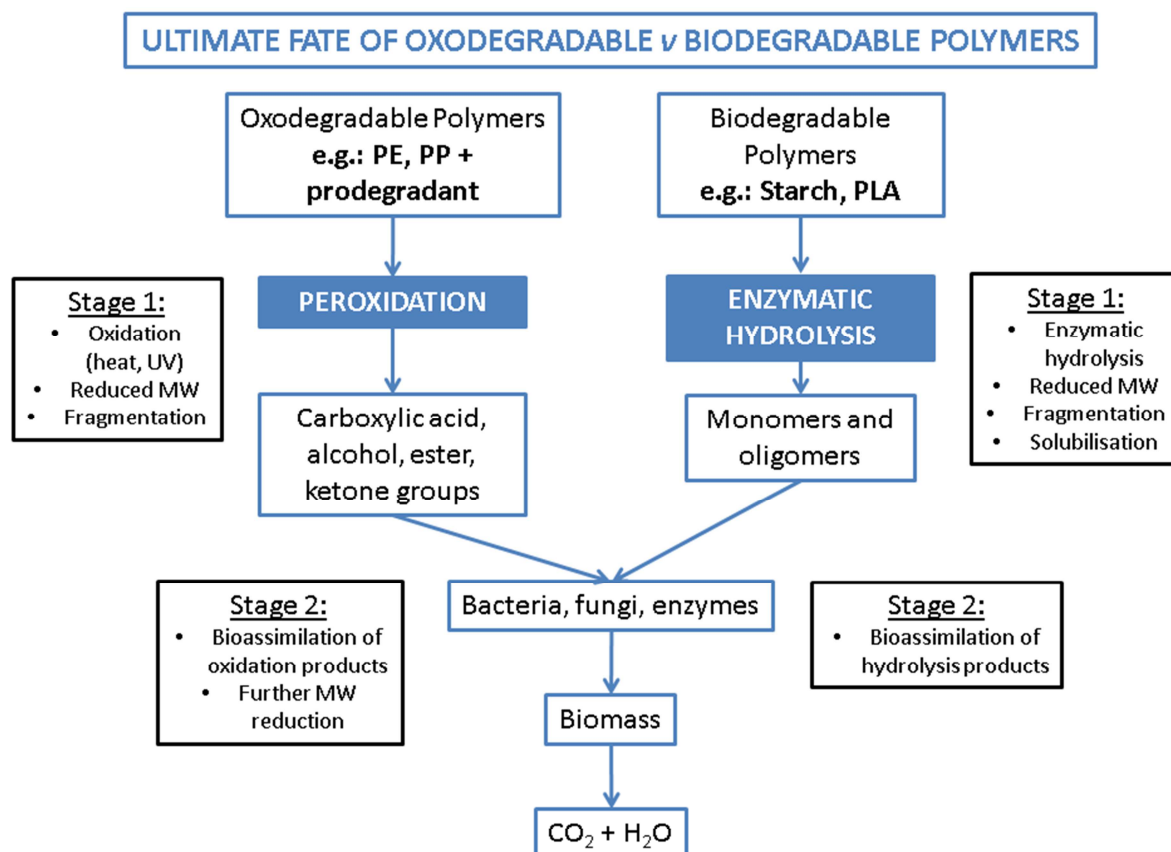 ULTIMATE FATE OF OXODEGRADABLE v BIODEGRADABLE POLYMERS
Oxodegradable Polymers
e.g.: PE, PP +
prodegradant
Biodegradable
Polymers
e.g.: Starch, PLA
Stage 1:
• Oxidation
(heat, UV)
• Reduced MW
• Fragmentation
PEROXIDATION
ENZYMATIC
HYDROLYSIS
Stage 1:
• Enzymatic
hydrolysis
• Reduced MW
• Fragmentation
• Solubilisation
Carboxylic acid,
alcohol, ester,
ketone groups
Monomers and
oligomers
Stage 2:
• Bioassimilation of
oxidation products
• Further MW
reduction
Bacteria, fungi, enzymes
Stage 2:
• Bioassimilation of
hydrolysis products
Biomass
CO₂ + H₂O